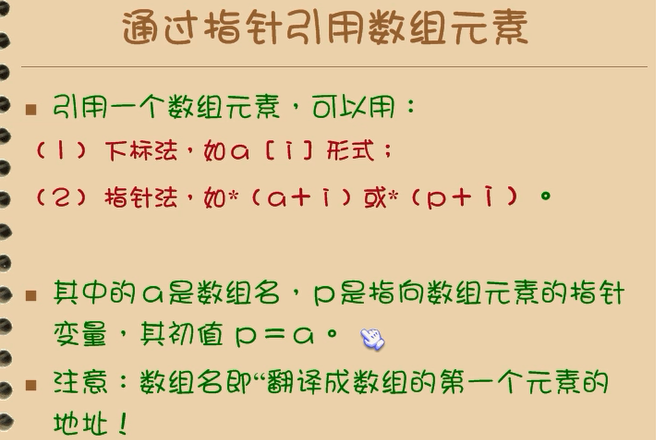 通过指针引用数组元素
■ 引用一个数组元素，可以用：
（1） 下标法，如a［i］形式；
（2） 指针法，如*（a＋i）或*（p＋i）。
■ 其中的a是数组名，p是指向数组元素的指针
变量，其初值 p＝a。
■ 注意：数组名即“翻译成数组的第一个元素的
地址！